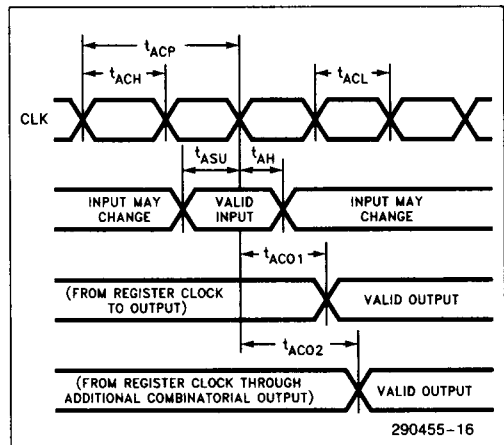 tACP
tACH
tACL
CLK
tASU
tAH
INPUT MAY
CHANGE
VALID
INPUT
INPUT MAY
CHANGE
tACO1
(FROM REGISTER CLOCK
TO OUTPUT)
VALID OUTPUT
tACO2
(FROM REGISTER CLOCK THROUGH
ADDITIONAL COMBINATORIAL OUTPUT)
VALID OUTPUT
290455-16